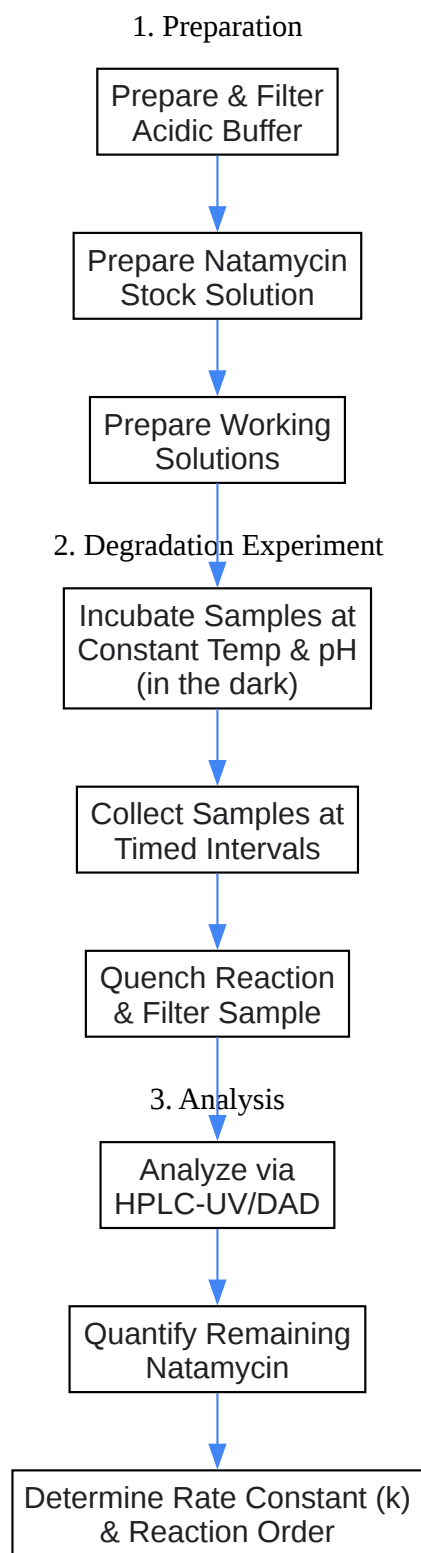 1. Preparation
Prepare & Filter
Acidic Buffer
Prepare Natamycin
Stock Solution
Prepare Working
Solutions
2. Degradation Experiment
Incubate Samples at
Constant Temp & pH
(in the dark)
Collect Samples at
Timed Intervals
Quench Reaction
& Filter Sample
3. Analysis
Analyze via
HPLC-UV/DAD
Quantify Remaining
Natamycin
Determine Rate Constant (k)
& Reaction Order